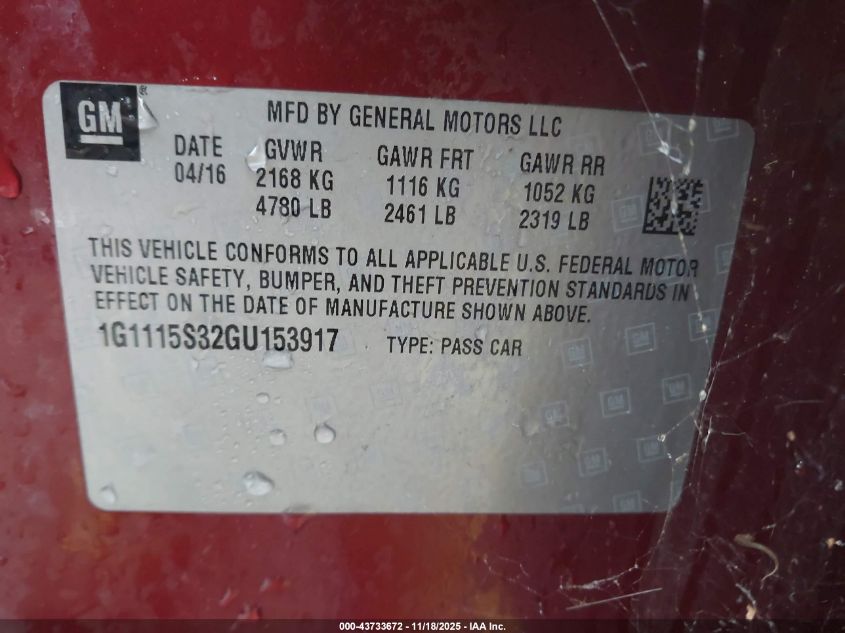 GM
MFD BY GENERAL MOTORS LLC
DATE GVWR GAWR FRT GAWR RR
04/16 2168 KG 1116 KG 1052 KG
4780 LB 2461 LB 2319 LB
THIS VEHICLE CONFORMS TO ALL APPLICABLE U.S. FEDERAL MOTOR
VEHICLE SAFETY, BUMPER, AND THEFT PREVENTION STANDARDS IN
EFFECT ON THE DATE OF MANUFACTURE SHOWN ABOVE.
1G1115S32GU153917 TYPE: PASS CAR
000-43733672 - 11/18/2025 - IAA Inc.